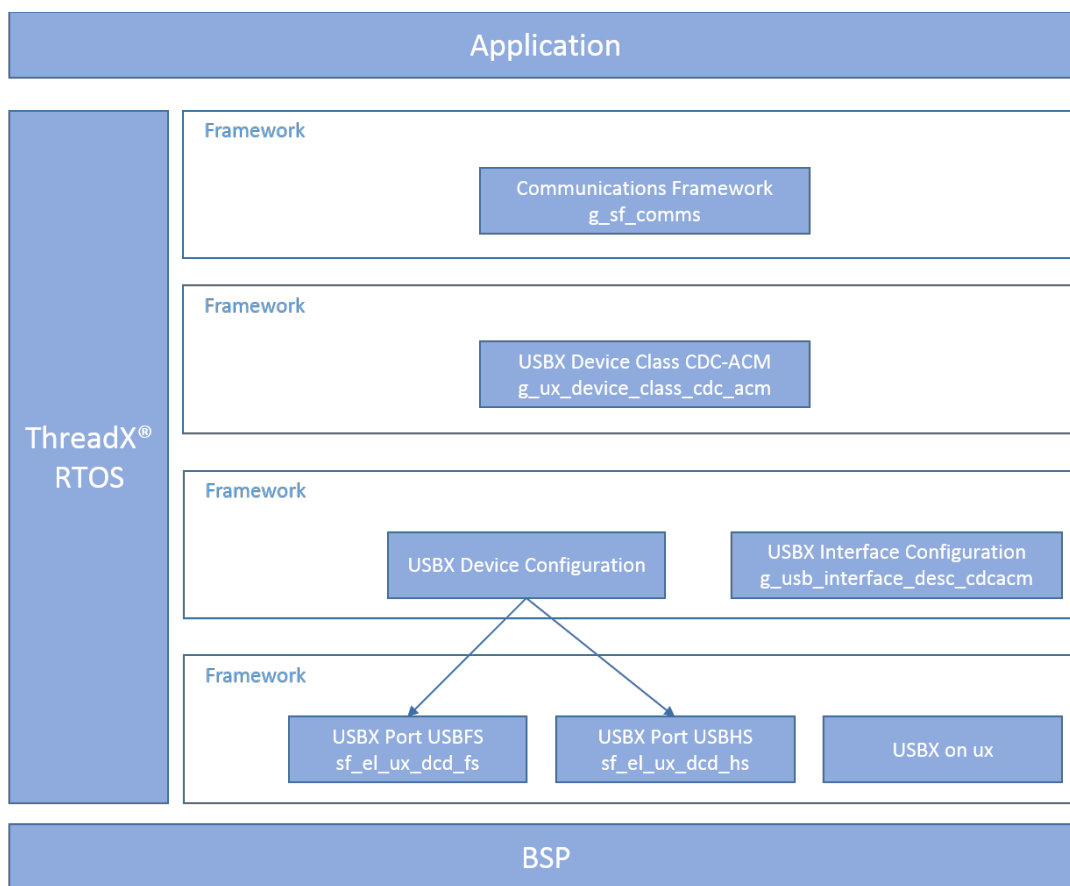 Application
ThreadX®
RTOS
Framework
Communications Framework
g_sf_comms
Framework
USBX Device Class CDC-ACM
g_ux_device_class_cdc_acm
Framework
USBX Device Configuration
USBX Interface Configuration
g_usb_interface_desc_cdcacm
Framework
USBX Port USBFS
sf_el_ux_dcd_fs
USBX Port USBHS
sf_el_ux_dcd_hs
USBX on ux
BSP